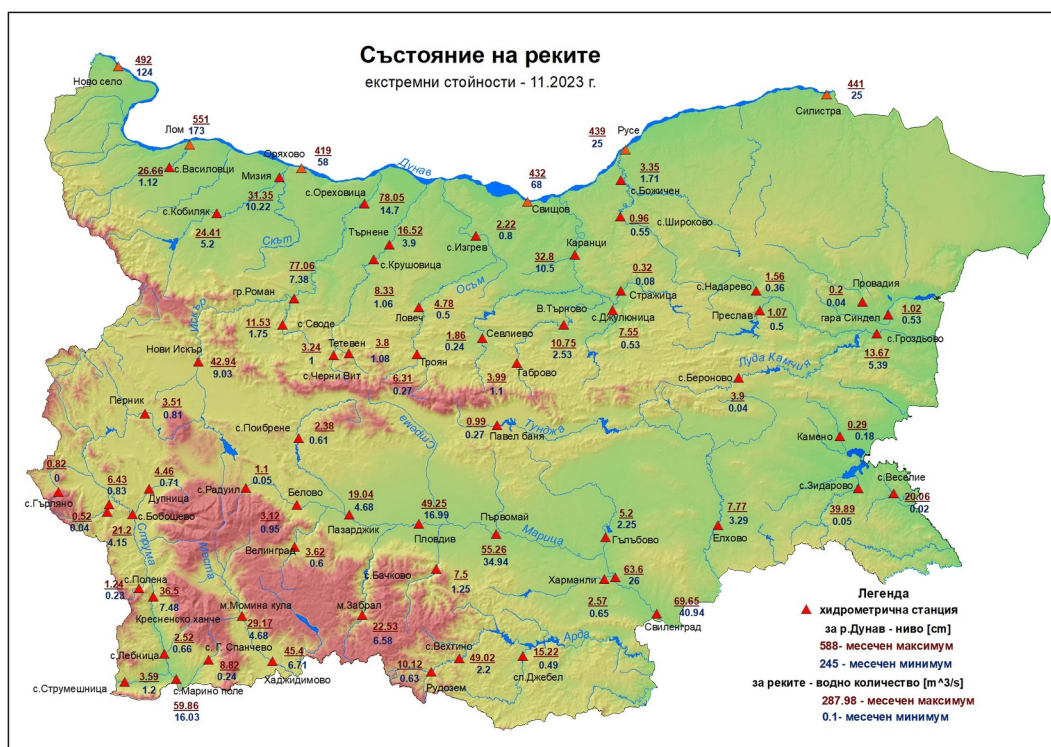 Състояние на реките
екстремни стойности - 11.2023 г.
492
124
Ново село
551
173
Лом
26.66
1.12
с.Василовци
Оряхово
419
58
Мизия
31.35
10.22
с.Кобиляк
24.41
5.2
Скът
с.Ореховица
78.05
14.7
Дунав
Търнене
16.52
3.9
с.Крушовица
8.33
1.06
с.Изгрев
2.22
0.8
432
68
Свищов
439
25
Русе
441
25
Силистра
3.35
1.71
с.Божичен
0.96
0.55
с.Широково
Каранци
32.8
10.5
77.06
7.38
гр.Роман
Искър
Осъм
4.78
0.5
Ловеч
0.32
0.08
Стражица
с.Надарево
1.56
0.36
Преслав
1.07
0.5
Провадия
0.2
0.04
гара Синдел
1.02
0.53
с.Гроздьово
13.67
5.39
11.53
1.75
с.Своде
В.Търново
10.75
2.53
с.Джулюница
7.55
0.53
Севлиево
1.86
0.24
Нови Искър
42.94
9.03
Тетевен
3.24
1
с.Черни Вит
3.8
1.08
Троян
6.31
0.27
Габрово
3.99
1.1
Луда Камчия
с.Бероново
3.9
0.04
Перник
3.51
0.81
с.Поибрене
2.38
0.61
Стряма
0.99
0.27
Павел баня
Тунджа
0.29
0.18
Камено
0.82
0
с.Гърляно
6.43
0.83
4.46
0.71
Дупница
0.52
0.04
с.Бобошево
21.2
4.15
Струма
с.Радуил
1.1
0.05
Белово
3.12
0.95
19.04
4.68
Пазарджик
49.25
16.99
Пловдив
Първомай
55.26
34.94
Марица
5.2
2.25
Гълъбово
7.77
3.29
Елхово
с.Зидарово
39.89
0.05
с.Веселие
20.06
0.02
Велинград
3.62
0.6
Места
с.Бачково
7.5
1.25
Харманли
63.6
26
2.57
0.65
69.65
40.94
Свиленград
с.Полена
1.24
0.23
36.5
7.48
Кресненско ханче
м.Момина кула
29.17
4.68
м.Забрал
22.53
6.58
Арда
2.52
0.66
с.Лебница
с.Г. Спанчево
8.82
0.24
45.4
6.71
Хаджидимово
с.Вехтино
49.02
2.2
15.22
0.49
сл.Джебел
10.12
0.63
Рудозем
с.Струмешница
3.59
1.2
с.Марино поле
59.86
16.03
Легенда
хидрометрична станция
за р.Дунав - ниво [cm]
588- месечен максимум
245 - месечен минимум
за реките - водно количество [m^3/s]
287.98 - месечен максимум
0.1- месечен минимум